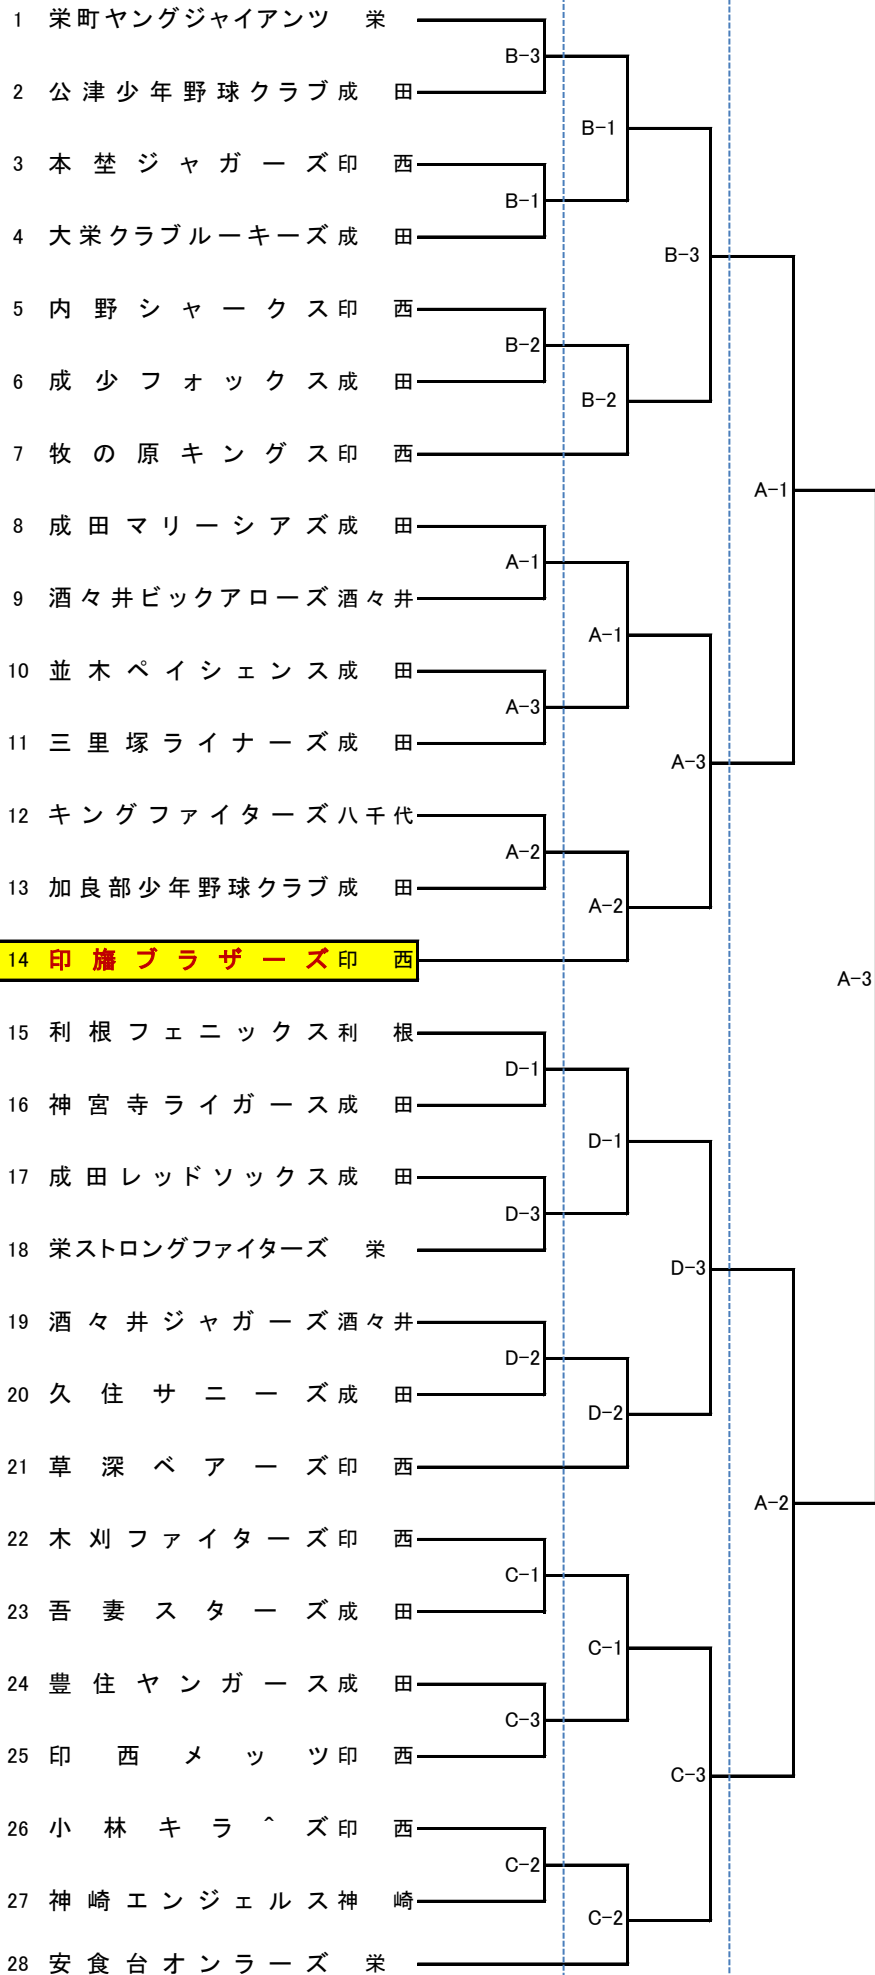 1 栄町ヤングジャイアンツ 栄
B-3
2 公津少年野球クラブ 成田
B-1
3 本埜ジャガーズ 印西
B-1
4 大栄クラブルーキーズ 成田
B-3
5 内野シャークス 印西
B-2
6 成少フォックス 成田
B-2
7 牧の原キングス 印西
A-1
8 成田マリーシアズ 成田
A-1
9 酒々井ビックアローズ 酒々井
A-1
10 並木ペイシェンス 成田
A-3
11 三里塚ライナーズ 成田
A-3
12 キングファイターズ 八千代
A-2
13 加良部少年野球クラブ 成田
A-2
14 印旛ブラザーズ 印西
A-3
15 利根フェニックス 利根
D-1
16 神宮寺ライガース 成田
D-1
17 成田レッドソックス 成田
D-3
18 栄ストロングファイターズ 栄
D-3
19 酒々井ジャガーズ 酒々井
D-2
20 久住サニーズ 成田
D-2
21 草深ベアーズ 印西
A-2
22 木刈ファイターズ 印西
C-1
23 吾妻スターズ 成田
C-1
24 豊住ヤンガース 成田
C-3
25 印西メッツ 印西
C-3
26 小林キラ^ズ 印西
C-2
27 神崎エンジェルス 神崎
C-2
28 安食台オンラーズ 栄